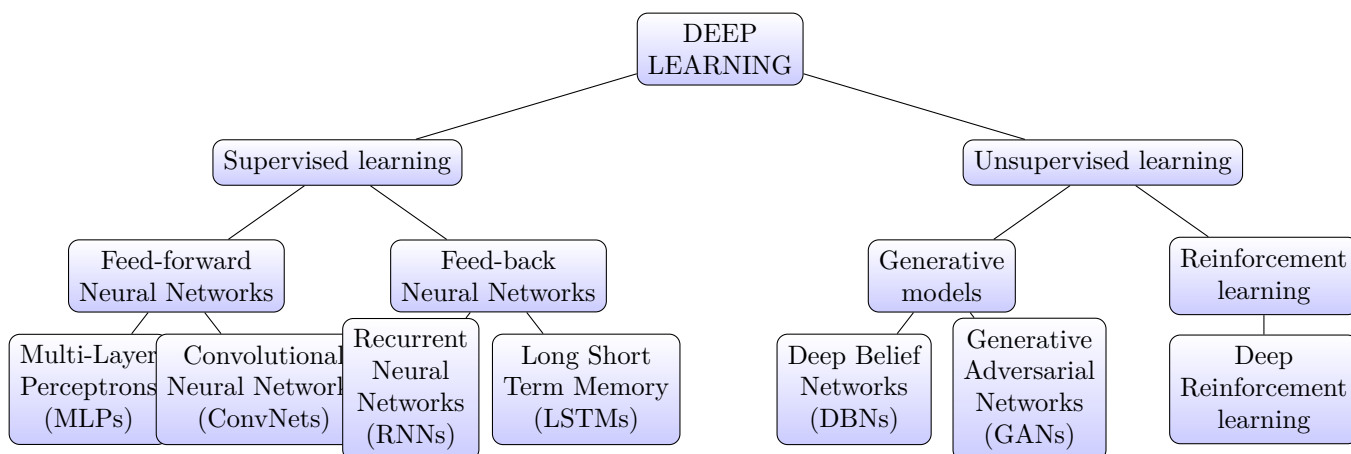 DEEP
LEARNING
Supervised learning
Unsupervised learning
Feed-forward
Neural Networks
Feed-back
Neural Networks
Generative
models
Reinforcement
learning
Multi-Layer
Perceptrons
(MLPs)
Convolutional
Neural Network
(ConvNets)
Recurrent
Neural
Networks
(RNNs)
Long Short
Term Memory
(LSTMs)
Deep Belief
Networks
(DBNs)
Generative
Adversarial
Networks
(GANs)
Deep
Reinforcement
learning